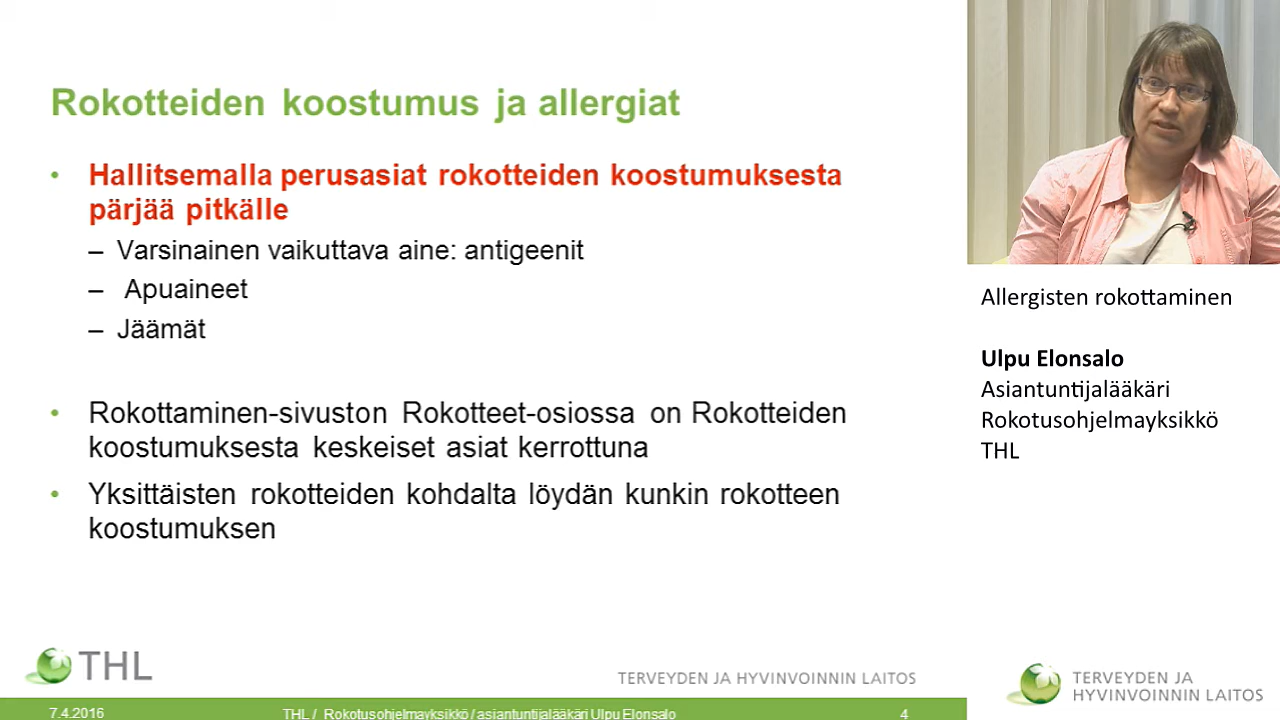 Rokotteiden koostumus ja allergiat
• Hallitsemalla perusasiat rokotteiden koostumuksesta
pärjää pitkälle
– Varsinainen vaikuttava aine: antigeenit
– Apuaineet
– Jäämät
• Rokottaminen-sivuston Rokotteet-osiossa on Rokotteiden
koostumuksesta keskeiset asiat kerrottuna
• Yksittäisten rokotteiden kohdalta löydän kunkin rokotteen
koostumuksen
THL
TERVEYDEN JA HYVINVOINNIN LAITOS
7.4.2016
THL / Rokotusohjelmayksikkö / asiantuntijalääkäri Ulpu Elonsalo
4
Allergisten rokottaminen
Ulpu Elonsalo
Asiantuntijalääkäri
Rokotusohjelmayksikkö
THL
TERVEYDEN JA
HYVINVOINNIN LAITOS